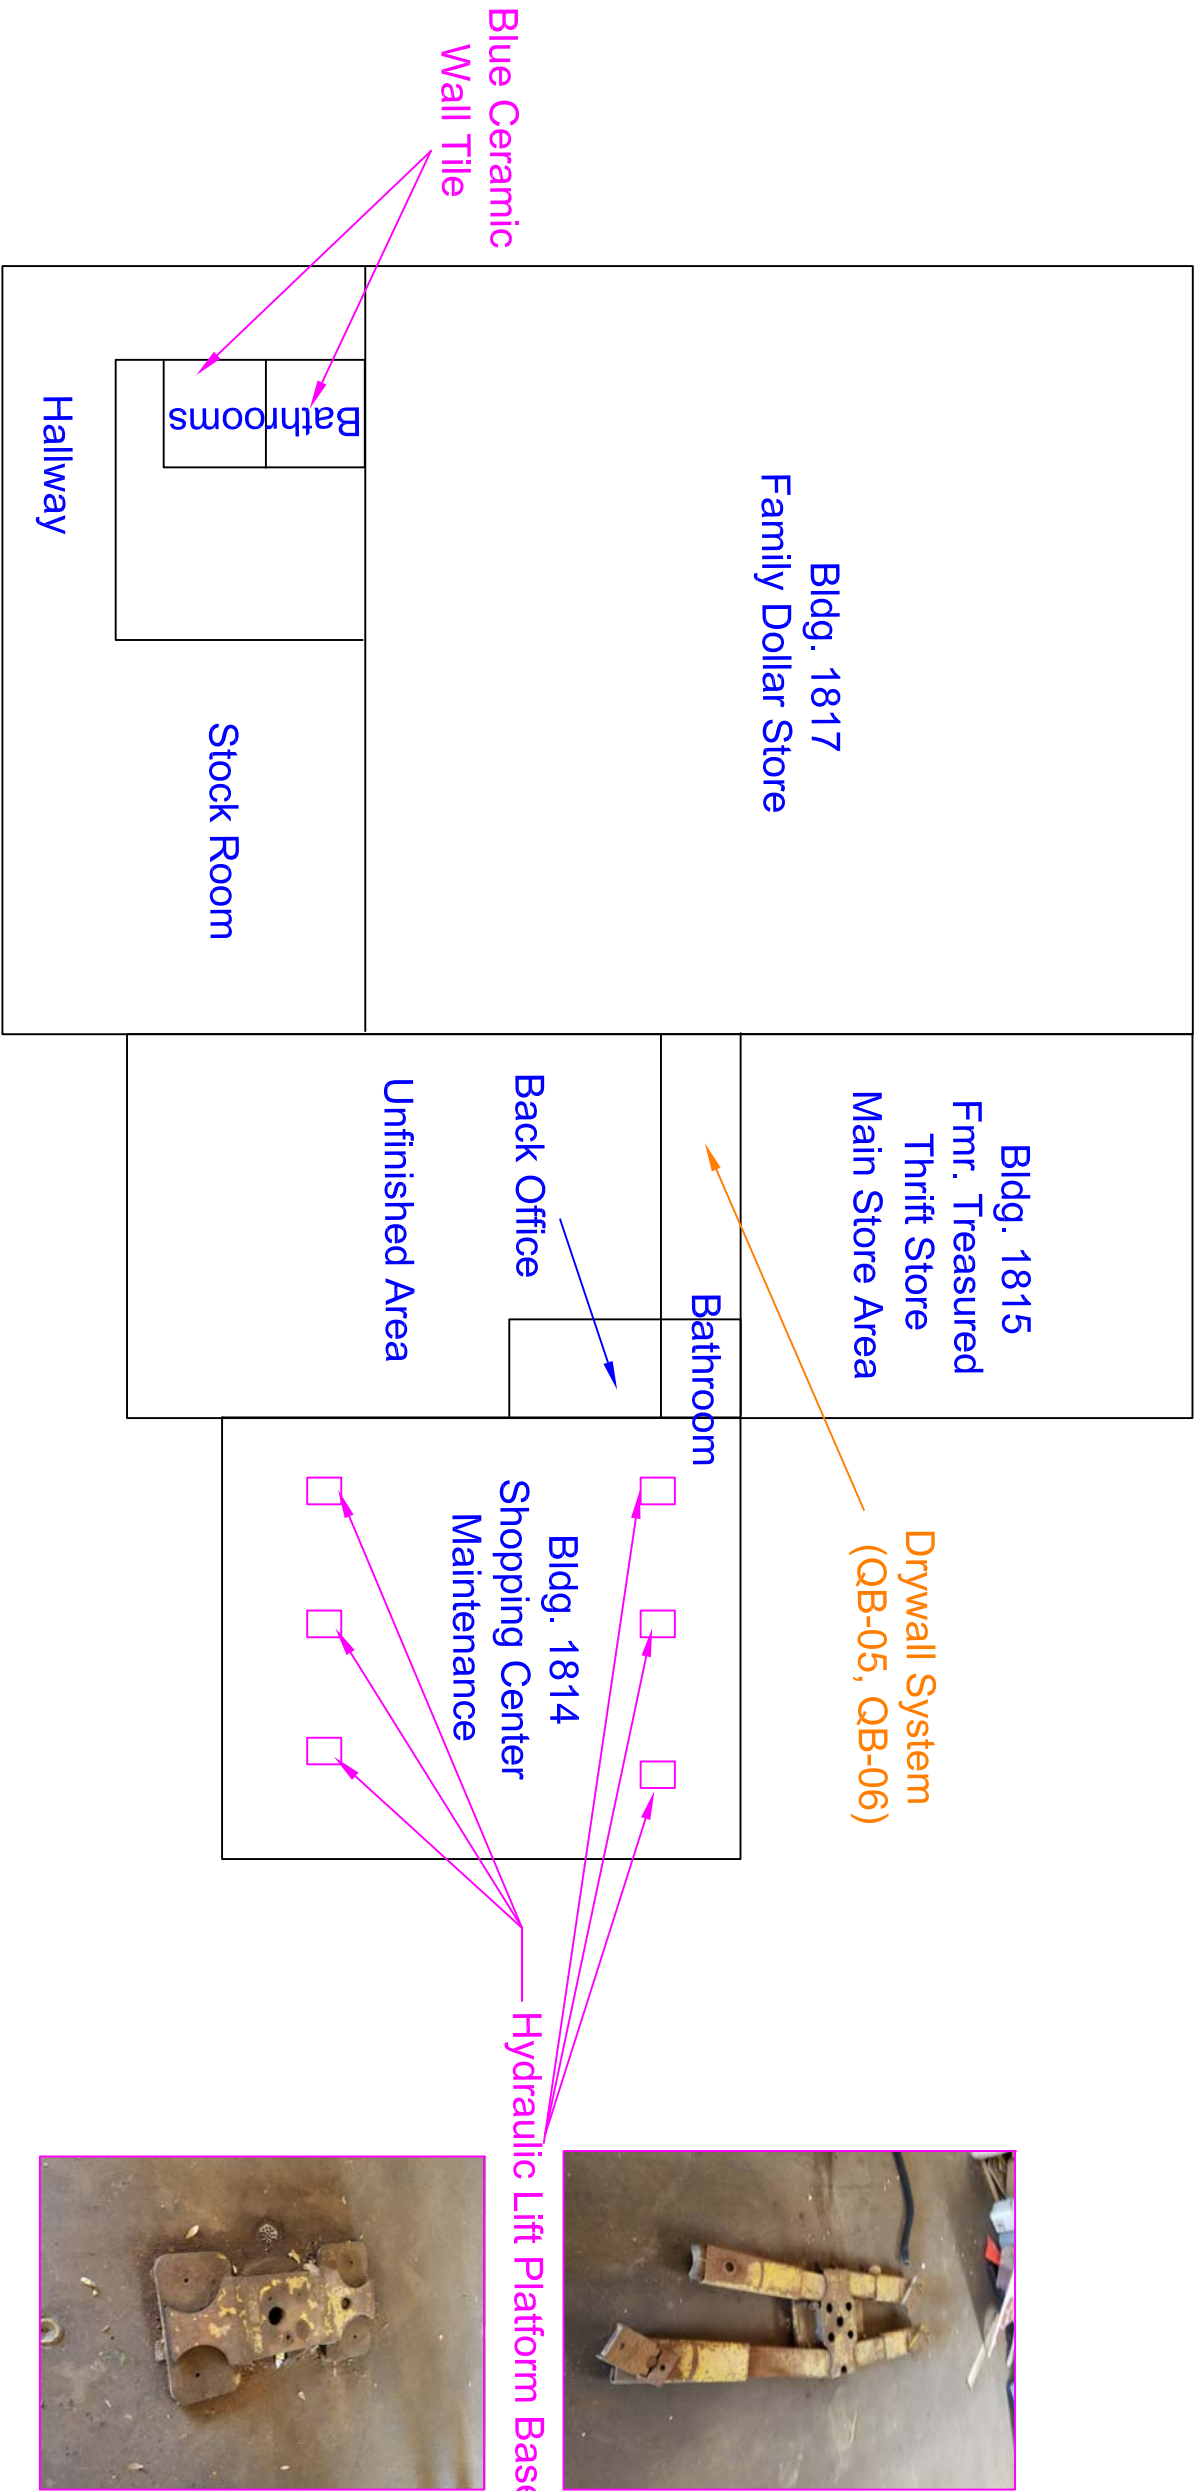 Blue Ceramic
Wall Tile
Bldg. 1817
Family Dollar Store
Bathrooms
Hallway
Stock Room
Bldg. 1815
Fmr. Treasured
Thrift Store
Main Store Area
Back Office
Unfinished Area
Bathroom
Drywall System
(QB-05, QB-06)
Bldg. 1814
Shopping Center
Maintenance
Hydraulic Lift Platform Base